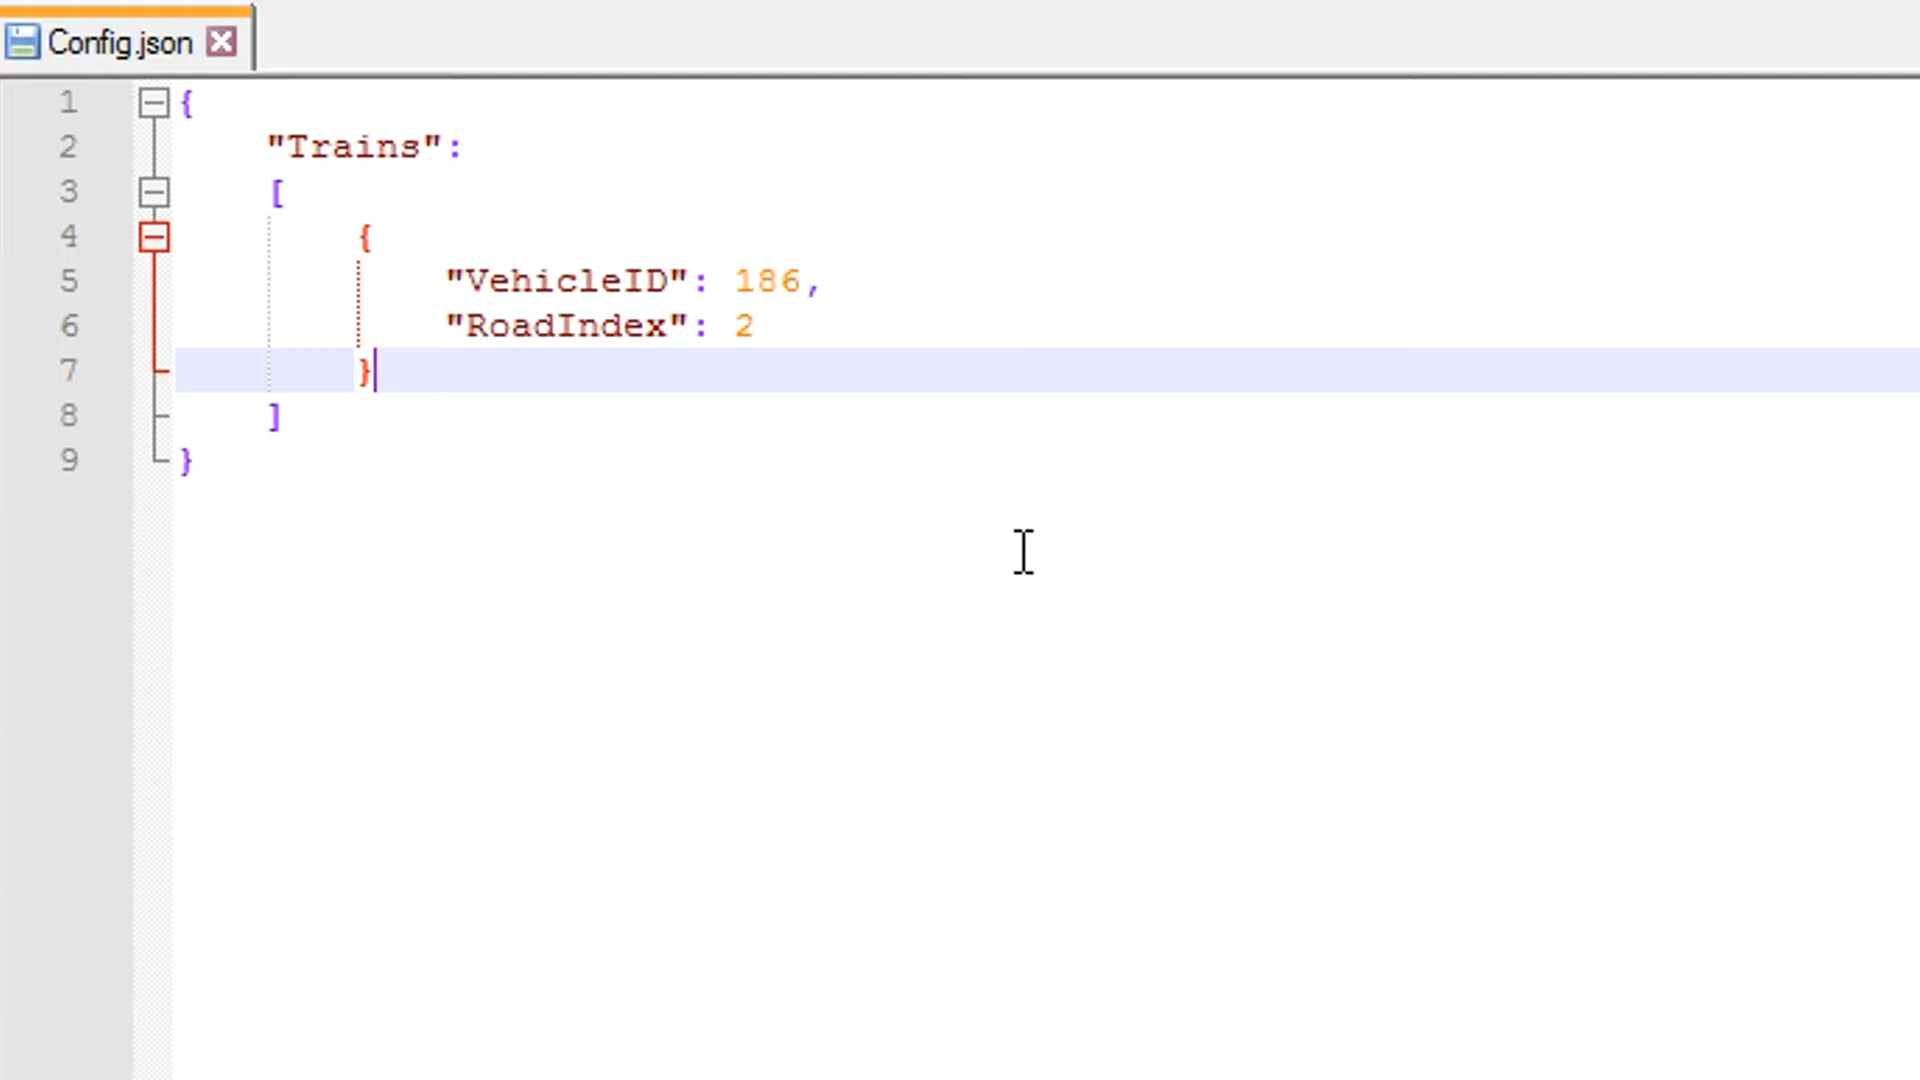 Config.json
1 {
2 "Trains":
3 [
4 {
5 "VehicleID": 186,
6 "RoadIndex": 2
7 }
8 ]
9 }